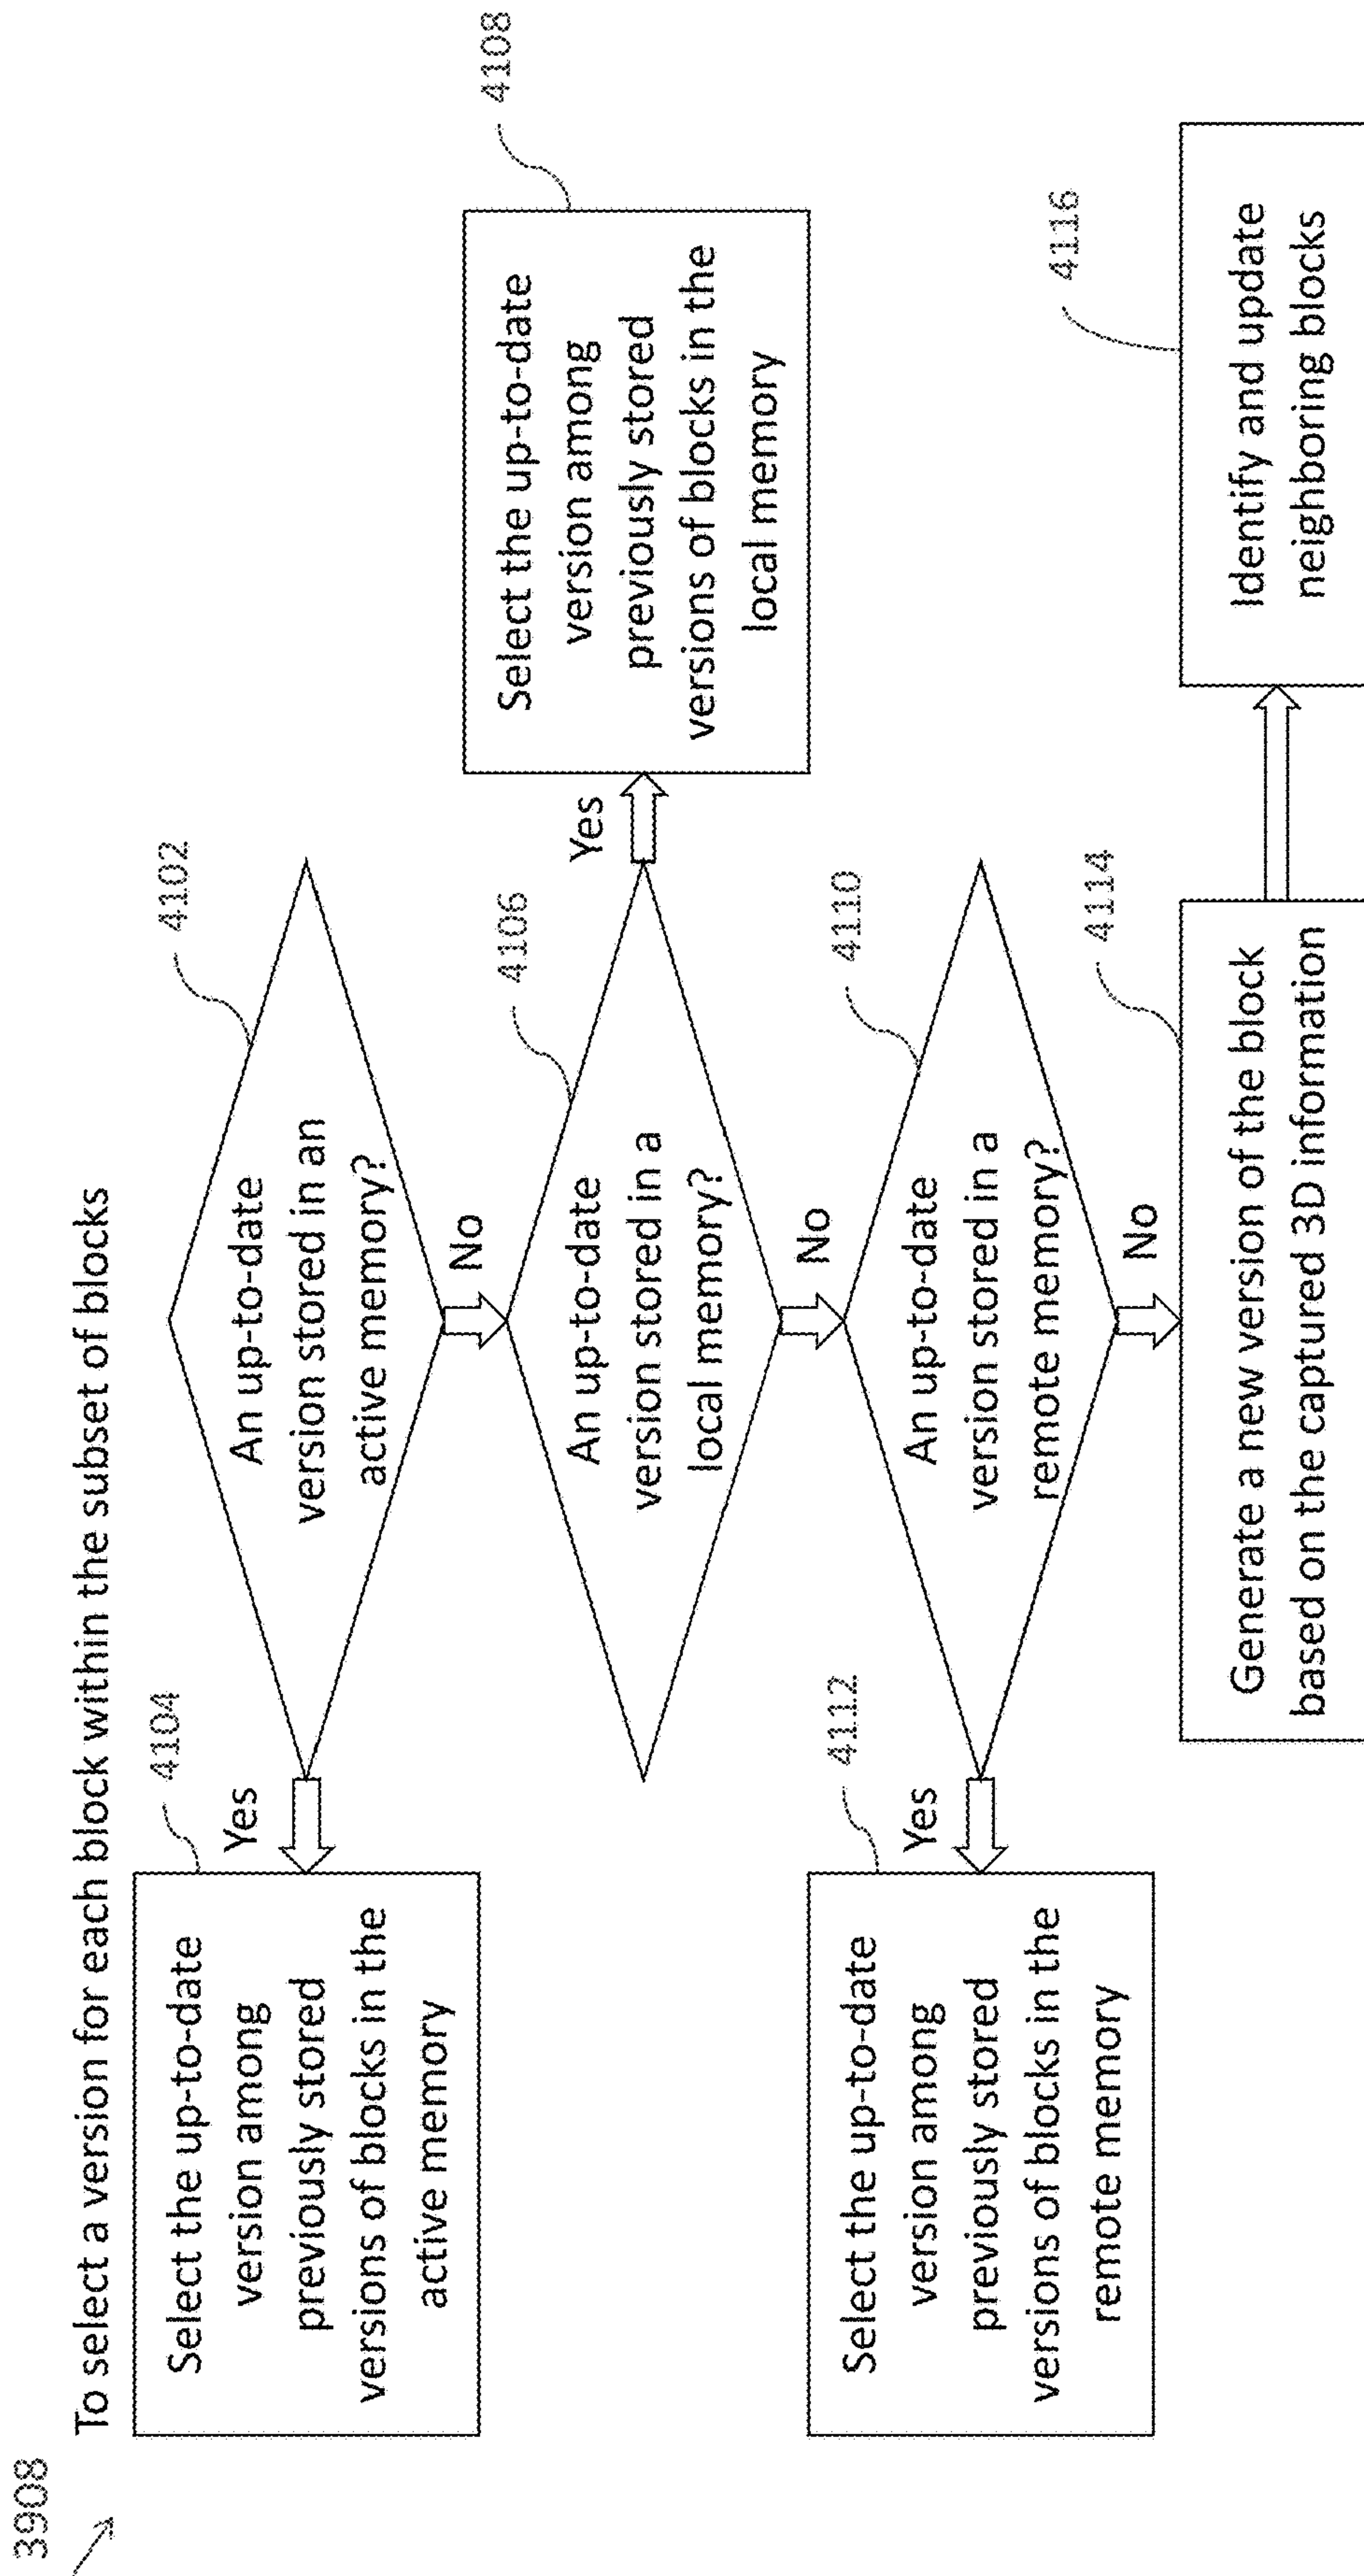 3908
To select a version for each block within the subset of blocks
4102
An up-to-date
version stored in an
active memory?
Yes
4104
Select the up-to-date
version among
previously stored
versions of blocks in the
active memory
No
4106
An up-to-date
version stored in a
local memory?
Yes
4108
Select the up-to-date
version among
previously stored
versions of blocks in the
local memory
No
4110
An up-to-date
version stored in a
remote memory?
Yes
4112
Select the up-to-date
version among
previously stored
versions of blocks in the
remote memory
No
4114
Generate a new version of the block
based on the captured 3D information
4116
Identify and update
neighboring blocks